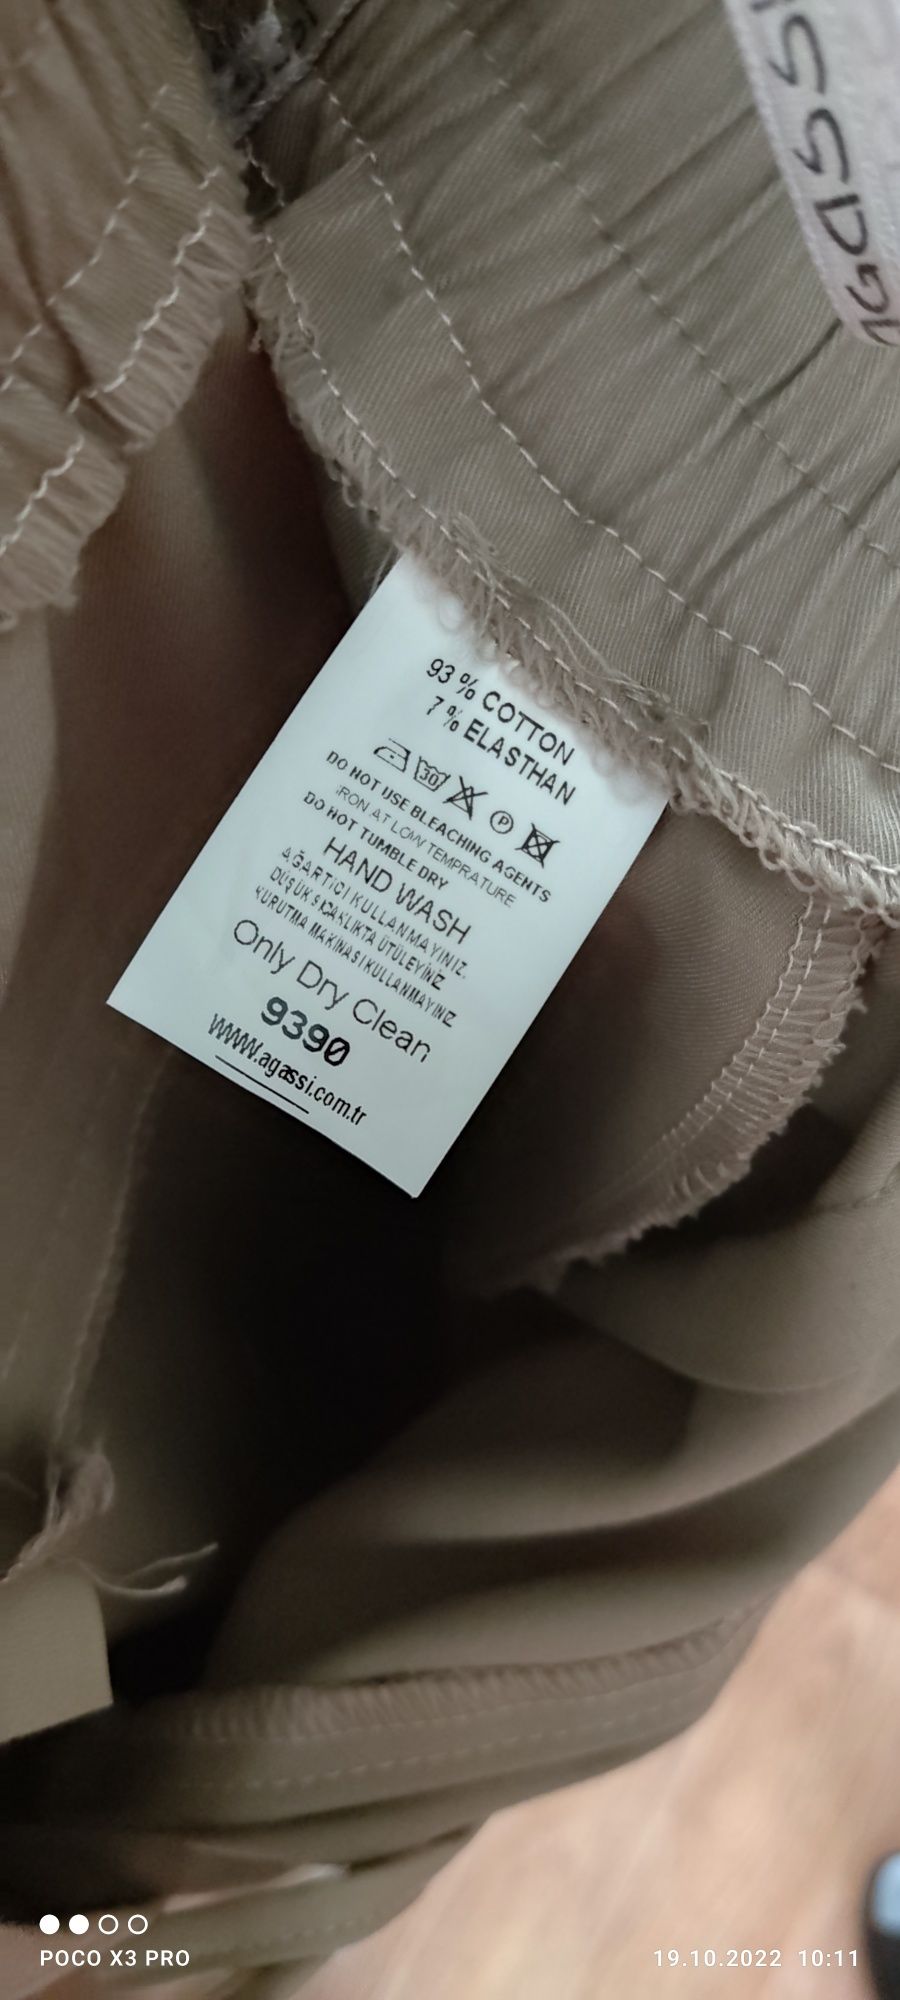 AGASSI
93 % COTTON
7 % ELASTHAN
30 P
DO NOT USE BLEACHING AGENTS
IRON AT LOW TEMPRATURE
DO NOT TUMBLE DRY
HAND WASH
AĞARTICI KULLANMAYINIZ.
DÜŞÜK SICAKLIKTA ÜTÜLEYİNİZ
KURUTMA MAKİNASI KULLANMAYINIZ
Only Dry Clean
9390
www.agassi.com.tr
POCO X3 PRO
19.10.2022 10:11